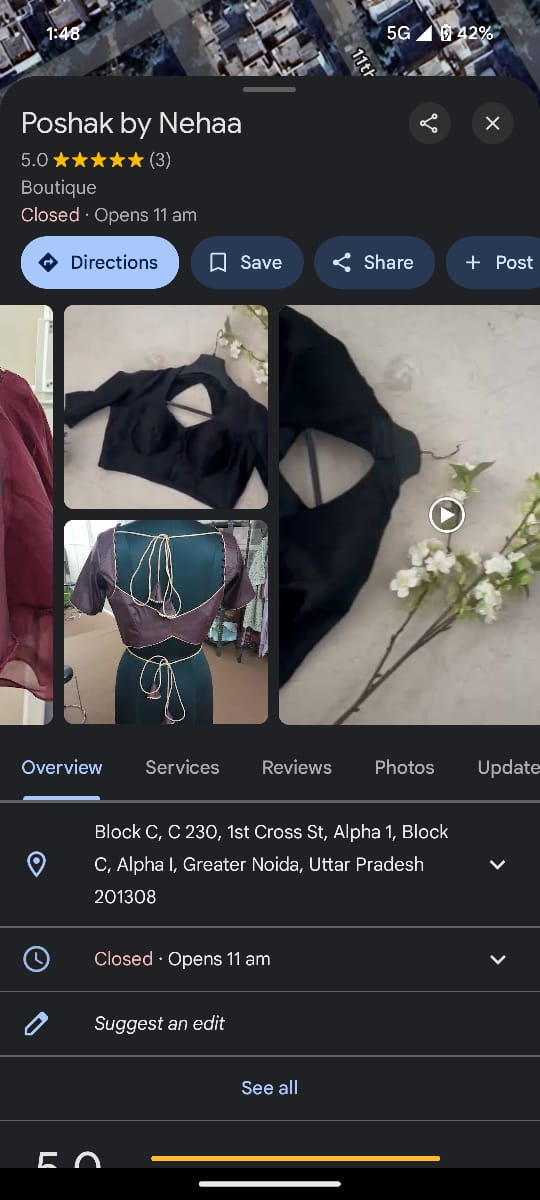 1:48
5G 42%
11th
Poshak by Nehaa
5.0 (3)
Boutique
Closed · Opens 11 am
Directions
Save
Share
+ Post
Overview
Services
Reviews
Photos
Update
Block C, C 230, 1st Cross St, Alpha 1, Block
C, Alpha I, Greater Noida, Uttar Pradesh
201308
Closed · Opens 11 am
Suggest an edit
See all
5.0